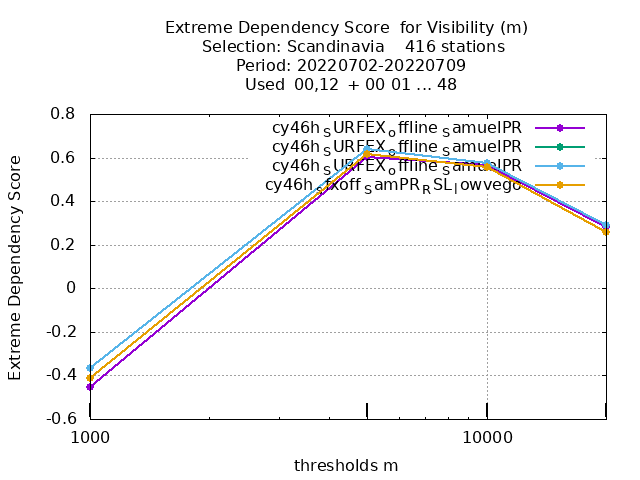 Extreme Dependency Score for Visibility (m)
Selection: Scandinavia 416 stations
Period: 20220702-20220709
Used 00,12 + 00 01 ... 48
Extreme Dependency Score
0.8
0.6
0.4
0.2
0
-0.2
-0.4
-0.6
cy46h_SURFEX_offline_SamuelPR
cy46h_SURFEX_offline_SamuelPR
cy46h_SURFEX_offline_SamuelPR
cy46h_sfxoff_SamPR_RSL_lowvego
1000 10000
thresholds m